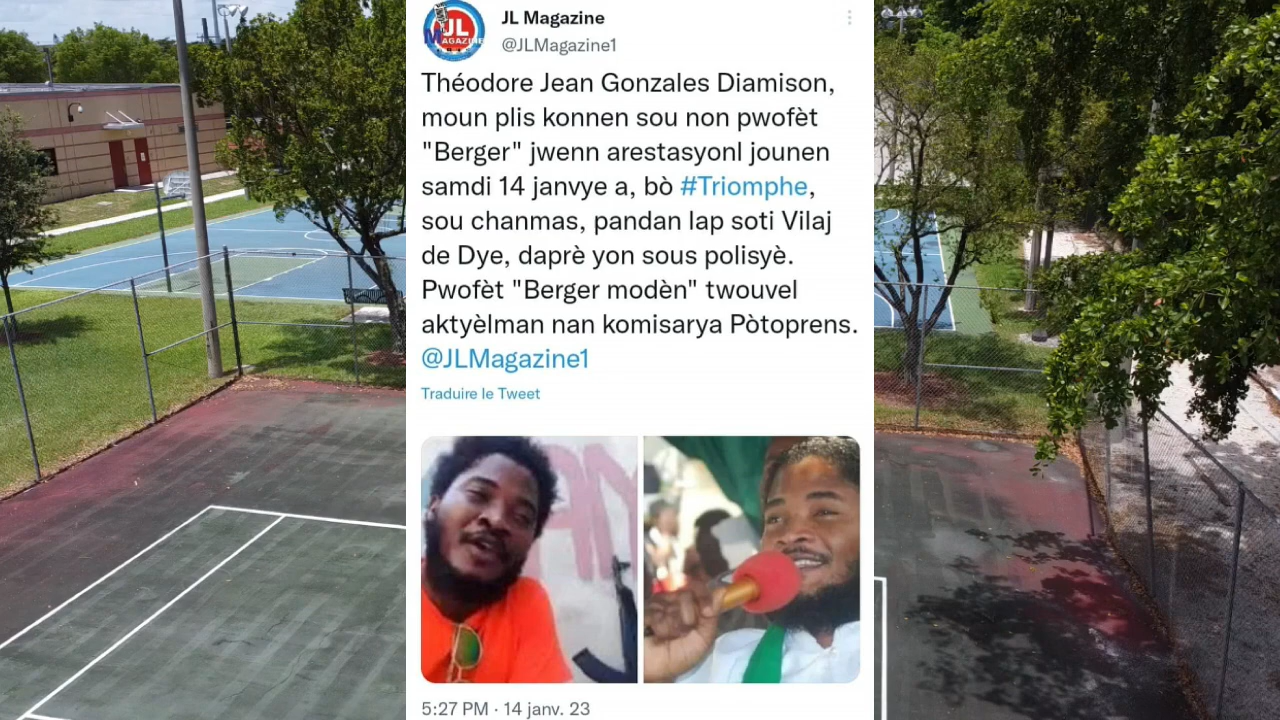 JL Magazine
@JLMagazine1
Théodore Jean Gonzales Diamison,
moun plis konnen sou non pwofèt
"Berger" jwenn arestasyonl jounen
samdi 14 janvye a, bò #Triomphe,
sou chanmas, pandan lap soti Vilaj
de Dye, daprè yon sous polisyè.
Pwofèt "Berger modèn" twouvel
aktyèlman nan komisarya Pòtoprens.
@JLMagazine1
Traduire le Tweet
5:27 PM · 14 janv. 23